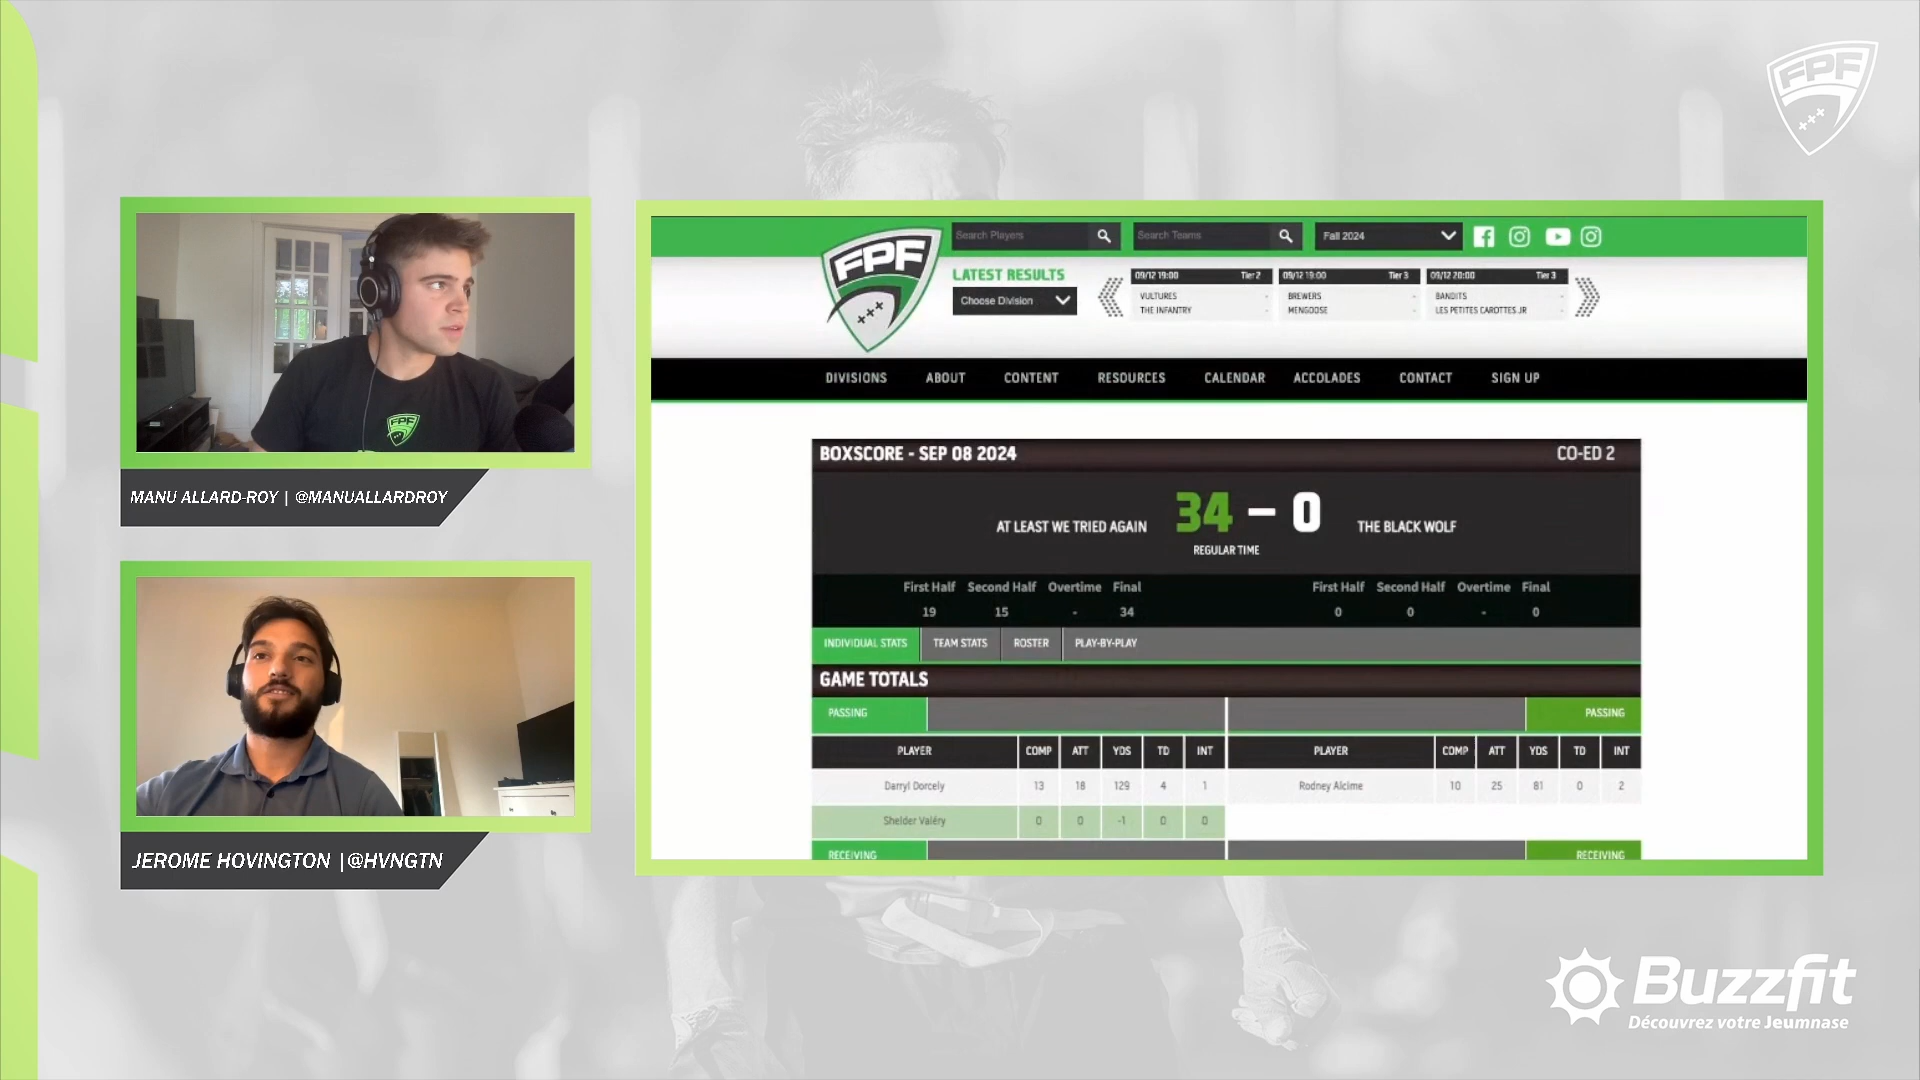 FPF
MANU ALLARD-ROY | @MANUALLARDROY
FPF
JEROME HOVINGTON |@HVNGTN
FPF
Search Players
Search Teams
Fall 2024
LATEST RESULTS
Choose Division
09/12 19:00 Tier 2
VULTURES -
THE INFANTRY -
09/12 19:00 Tier 3
BREWERS -
MENGOOSE -
09/12 20:00 Tier 3
BANDITS -
LES PETITES CAROTTES JR -
DIVISIONS ABOUT CONTENT RESOURCES CALENDAR ACCOLADES CONTACT SIGN UP
BOXSCORE - SEP 08 2024 CO-ED 2
AT LEAST WE TRIED AGAIN 34 – 0 THE BLACK WOLF
REGULAR TIME
First Half Second Half Overtime Final First Half Second Half Overtime Final
19 15 - 34 0 0 - 0
INDIVIDUAL STATS TEAM STATS ROSTER PLAY-BY-PLAY
GAME TOTALS
PASSING PASSING
PLAYER COMP ATT YDS TD INT PLAYER COMP ATT YDS TD INT
Darryl Dorcely 13 18 129 4 1 Rodney Alcime 10 25 81 0 2
Shelder Valéry 0 0 -1 0 0
RECEIVING RECEIVING
Buzzfit
Découvrez votre Jeumnase